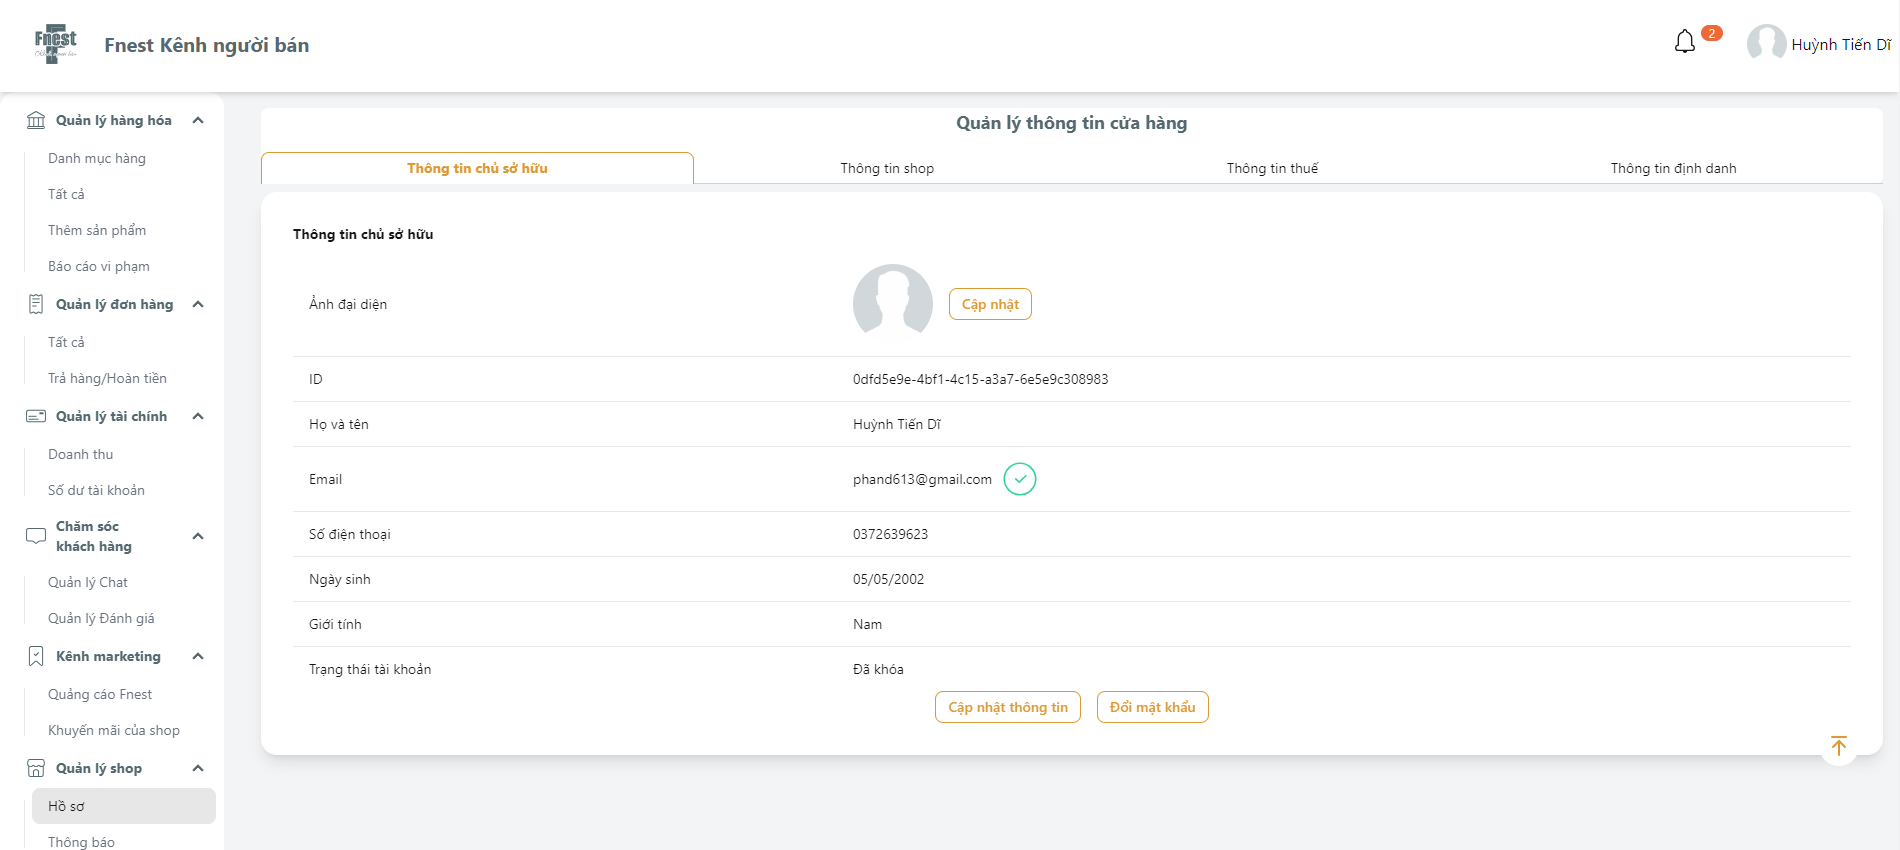 Fnest
Fnest Kênh người bán
2
Huỳnh Tiến Dĩ
Quản lý hàng hóa
Danh mục hàng
Tất cả
Thêm sản phẩm
Báo cáo vi phạm
Quản lý đơn hàng
Tất cả
Trả hàng/Hoàn tiền
Quản lý tài chính
Doanh thu
Số dư tài khoản
Chăm sóc
khách hàng
Quản lý Chat
Quản lý Đánh giá
Kênh marketing
Quảng cáo Fnest
Khuyến mãi của shop
Quản lý shop
Hồ sơ
Thông báo
Quản lý thông tin cửa hàng
Thông tin chủ sở hữu
Thông tin shop
Thông tin thuế
Thông tin định danh
Thông tin chủ sở hữu
Ảnh đại diện
Cập nhật
ID
0dfd5e9e-4bf1-4c15-a3a7-6e5e9c308983
Họ và tên
Huỳnh Tiến Dĩ
Email
phand613@gmail.com
Số điện thoại
0372639623
Ngày sinh
05/05/2002
Giới tính
Nam
Trạng thái tài khoản
Đã khóa
Cập nhật thông tin
Đổi mật khẩu